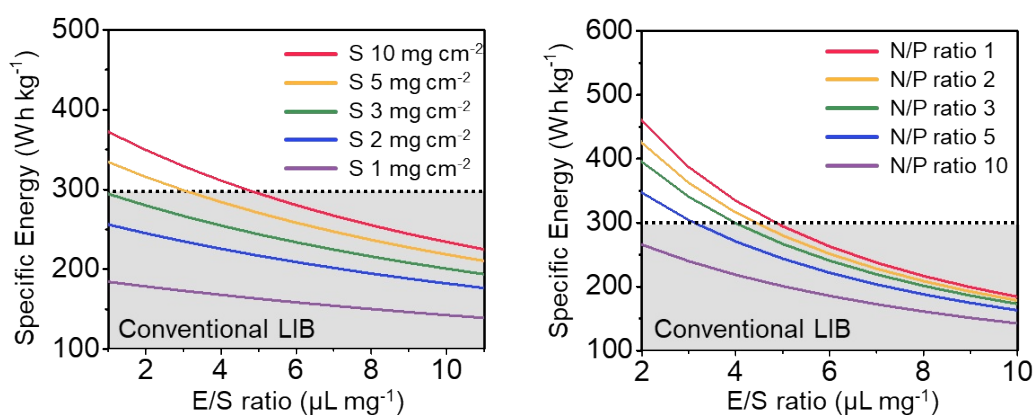 Specific Energy (Wh kg⁻¹)
500
400
300
200
100
S 10 mg cm⁻²
S 5 mg cm⁻²
S 3 mg cm⁻²
S 2 mg cm⁻²
S 1 mg cm⁻²
Conventional LIB
2 4 6 8 10
E/S ratio (µL mg⁻¹)
Specific Energy (Wh kg⁻¹)
600
500
400
300
200
100
N/P ratio 1
N/P ratio 2
N/P ratio 3
N/P ratio 5
N/P ratio 10
Conventional LIB
2 4 6 8 10
E/S ratio (µL mg⁻¹)